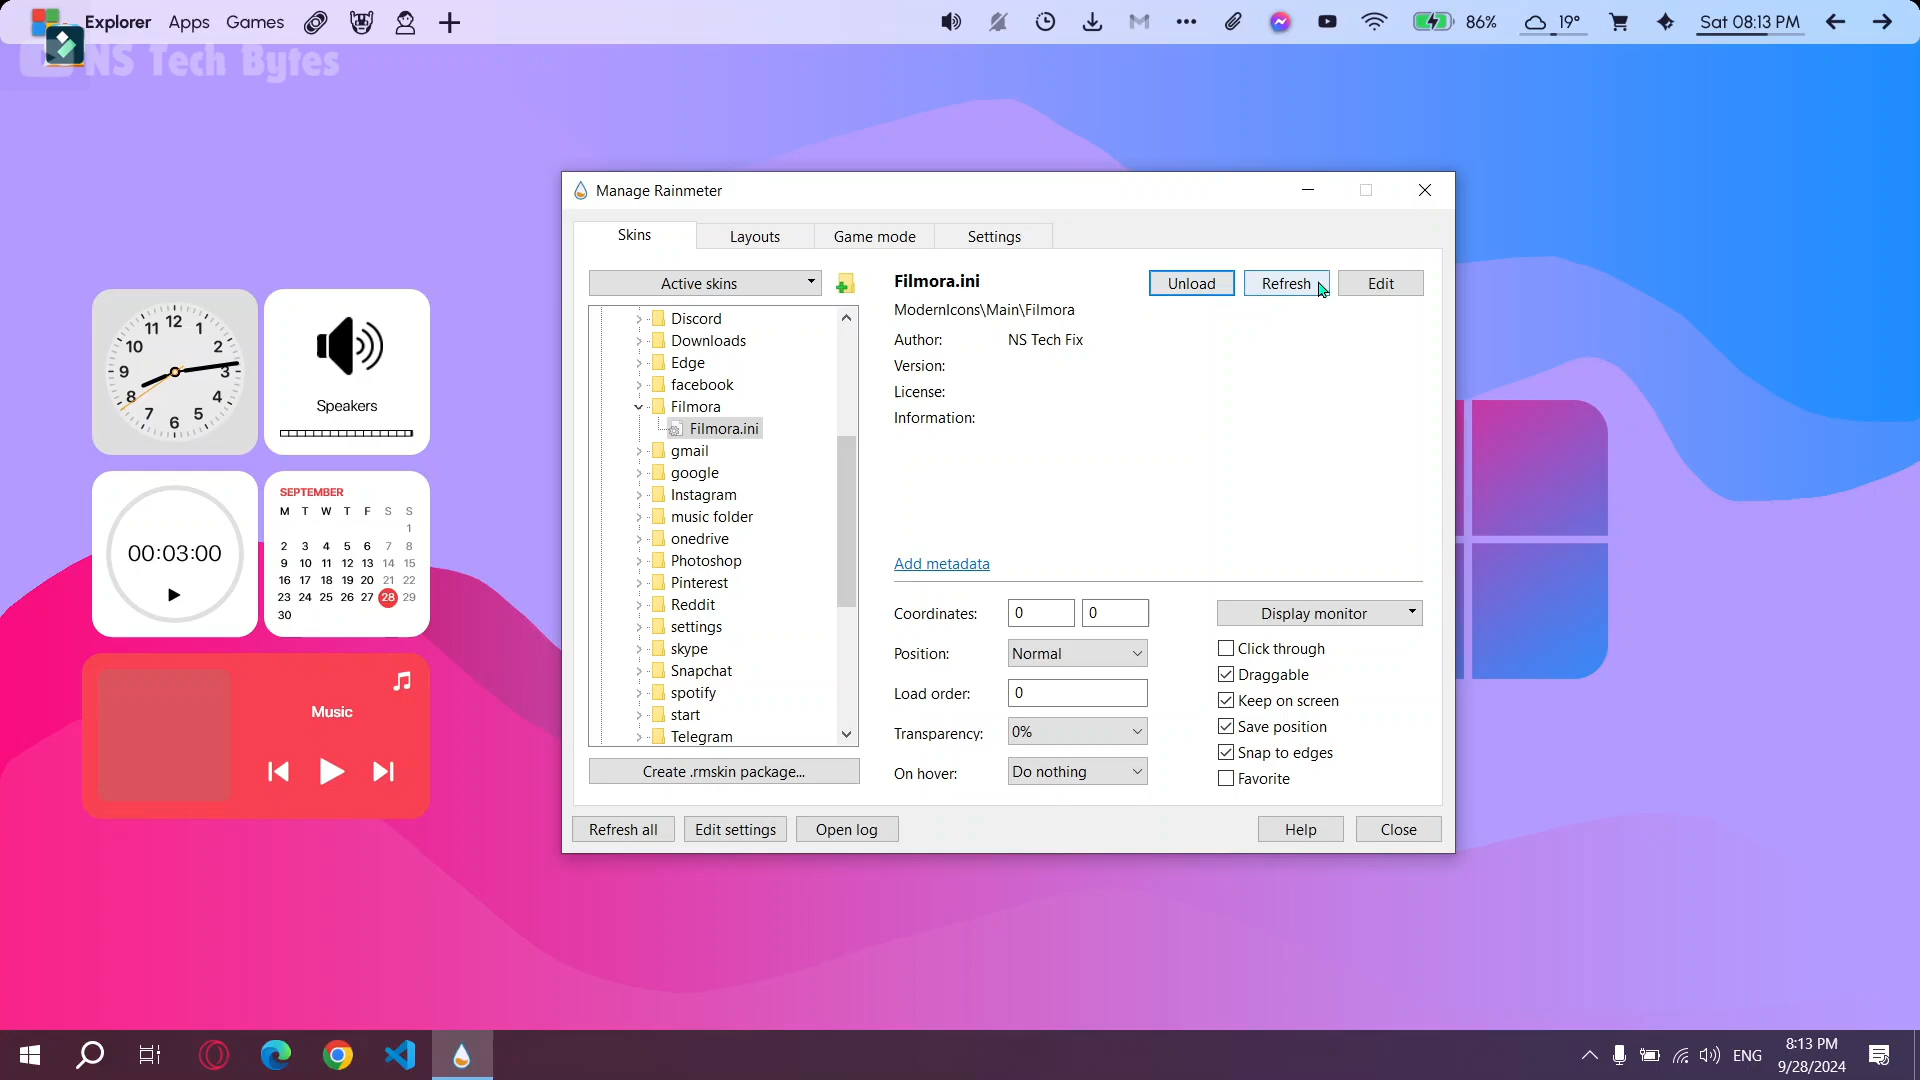 Explorer Apps Games 86% 19° Sat 08:13 PM
NS Tech Bytes
Manage Rainmeter
Skins Layouts Game mode Settings
Active skins
Discord
Downloads
Edge
facebook
Filmora
Filmora.ini
gmail
google
Instagram
music folder
onedrive
Photoshop
Pinterest
Reddit
settings
skype
Snapchat
spotify
start
Telegram
Create .rmskin package...
Filmora.ini
Unload Refresh Edit
ModernIcons\Main\Filmora
Author: NS Tech Fix
Version:
License:
Information:
Add metadata
Coordinates: 0 0
Position: Normal
Load order: 0
Transparency: 0%
On hover: Do nothing
Display monitor
Click through
Draggable
Keep on screen
Save position
Snap to edges
Favorite
Refresh all Edit settings Open log Help Close
12
11 1
10 2
9 3
8 4
7 5
6
Speakers
00:03:00
SEPTEMBER
M T W T F S S
1
2 3 4 5 6 7 8
9 10 11 12 13 14 15
16 17 18 19 20 21 22
23 24 25 26 27 28 29
30
Music
ENG
8:13 PM
9/28/2024